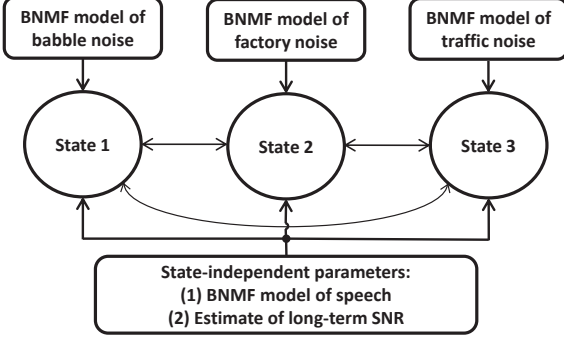 BNMF model of
babble noise
BNMF model of
factory noise
BNMF model of
traffic noise
State 1
State 2
State 3
State-independent parameters:
(1) BNMF model of speech
(2) Estimate of long-term SNR